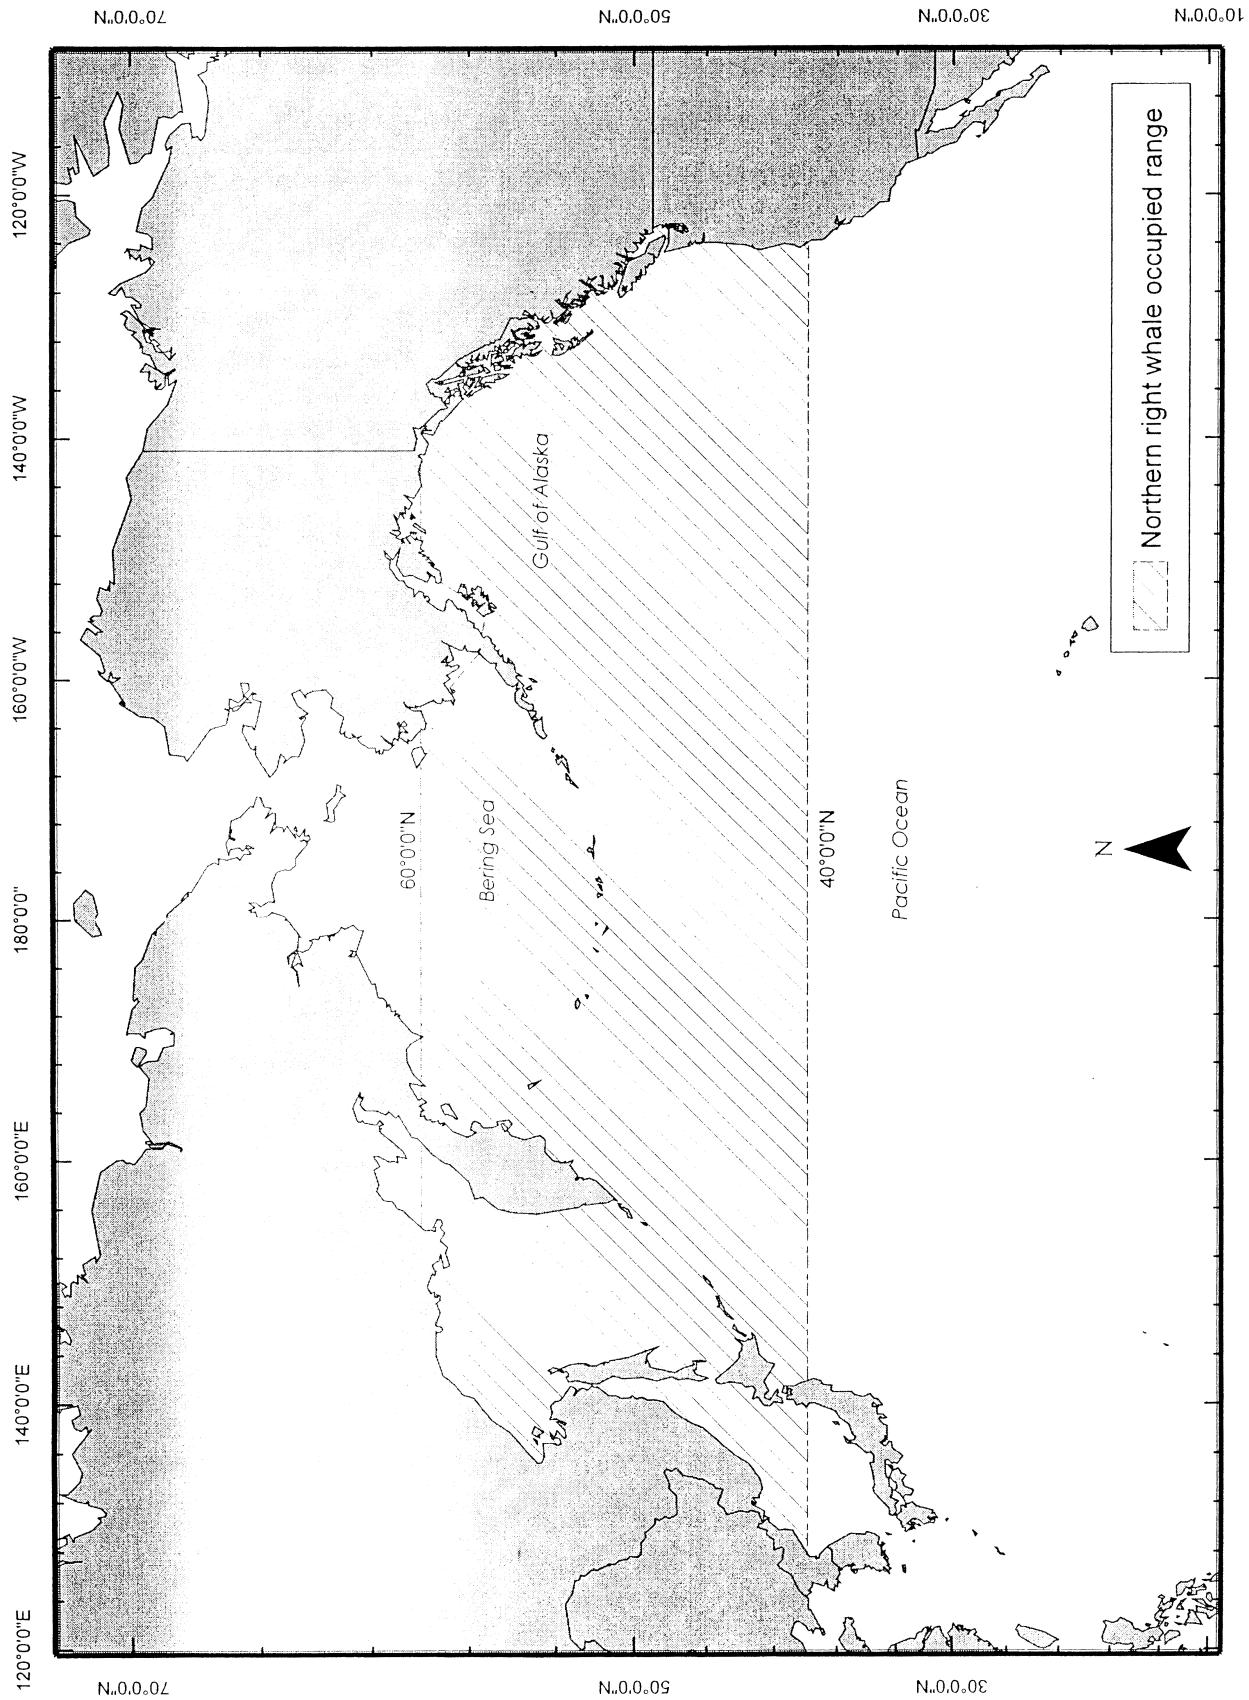 120°0'0"E
140°0'0"E
160°0'0"E
180°0'0"
160°0'0"W
140°0'0"W
120°0'0"W
70°0'0"N
70°0'0"N
60°0'0"N
Bering Sea
Gulf of Alaska
50°0'0"N
50°0'0"N
40°0'0"N
Pacific Ocean
30°0'0"N
30°0'0"N
N
Northern right whale occupied range
10°0'0"N